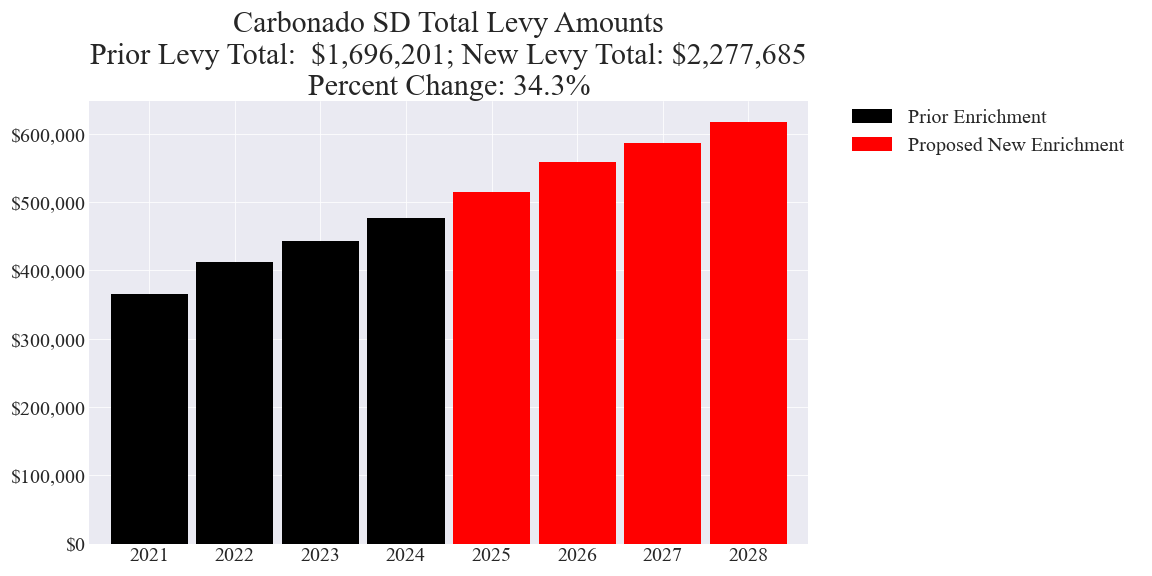 Carbonado SD Total Levy Amounts
Prior Levy Total:  $1,696,201; New Levy Total: $2,277,685
Percent Change: 34.3%
Prior Enrichment
Proposed New Enrichment
$600,000
$500,000
$400,000
$300,000
$200,000
$100,000
$0
2021 2022 2023 2024 2025 2026 2027 2028